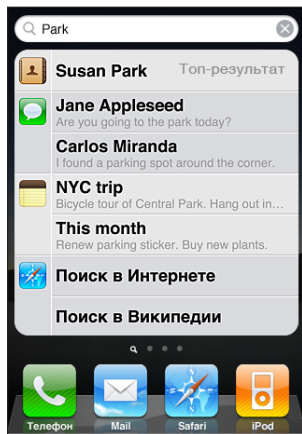 Park
Susan Park
Топ-результат
Jane Appleseed
Are you going to the park today?
Carlos Miranda
I found a parking spot around the corner.
NYC trip
Bicycle tour of Central Park. Hang out in…
This month
Renew parking sticker. Buy new plants.
Поиск в Интернете
Поиск в Википедии
Телефон
Mail
Safari
iPod